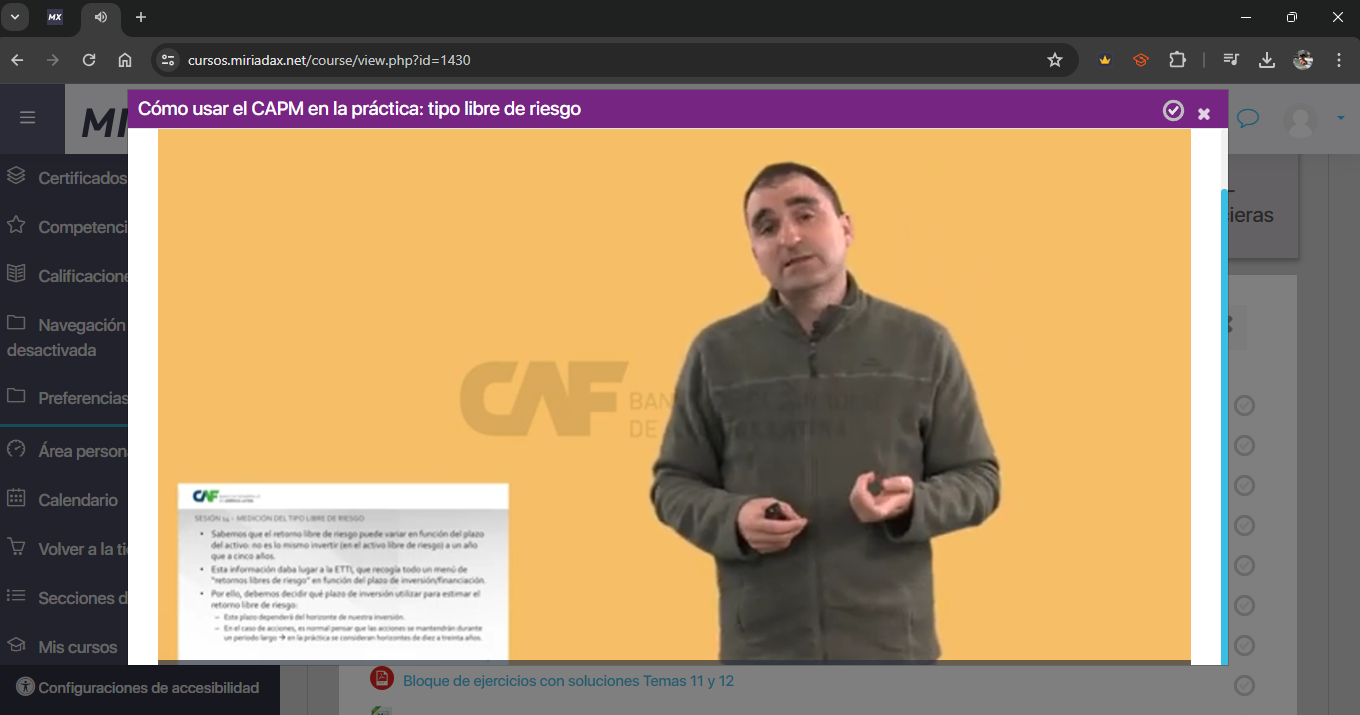 MX
cursos.miriadax.net/course/view.php?id=1430
Cómo usar el CAPM en la práctica: tipo libre de riesgo
MI
Certificados
Competenci
Calificacione
Navegación
desactivada
Preferencias
Área person
Calendario
Volver a la ti
Secciones d
Mis cursos
Configuraciones de accesibilidad
ieras
CAF
BAN
DE AMÉRICA LATINA
CAF
SESIÓN 14 – MEDICIÓN DEL TIPO LIBRE DE RIESGO
• Sabemos que el retorno libre de riesgo puede variar en función del plazo
del activo: no es lo mismo invertir (en el activo libre de riesgo) a un año
que a cinco años.
• Esta información daba lugar a la ETTI, que recogía todo un menú de
"retornos libres de riesgo" en función del plazo de inversión/financiación.
• Por ello, debemos decidir qué plazo de inversión utilizar para estimar el
retorno libre de riesgo:
– Este plazo dependerá del horizonte de nuestra inversión.
– En el caso de acciones, es normal pensar que las acciones se mantendrán durante
un periodo largo → en la práctica se consideran horizontes de diez a treinta años.
Bloque de ejercicios con soluciones Temas 11 y 12